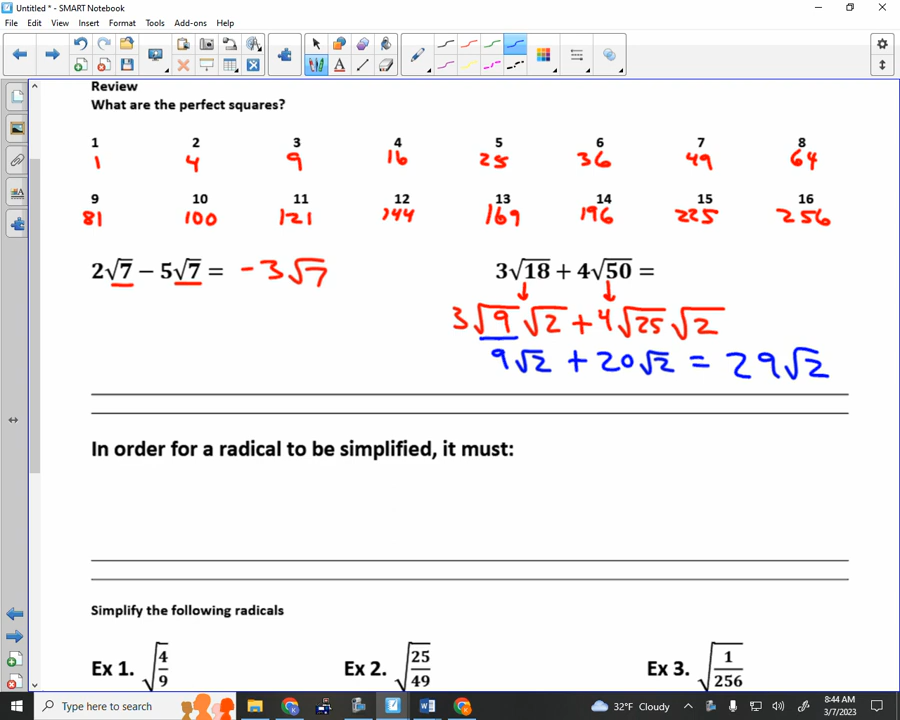 Untitled * - SMART Notebook
File Edit View Insert Format Tools Add-ons Help
Review
What are the perfect squares?
1 2 3 4 5 6 7 8
1 4 9 16 25 36 49 64
9 10 11 12 13 14 15 16
81 100 121 144 169 196 225 256
2√7 − 5√7 = -3√7
3√18 + 4√50 =
3√9 √2 + 4√25 √2
9√2 + 20√2 = 29√2
In order for a radical to be simplified, it must:
Simplify the following radicals
Ex 1. √(4/9) Ex 2. √(25/49) Ex 3. √(1/256)
Type here to search
32°F Cloudy
8:44 AM
3/7/2023